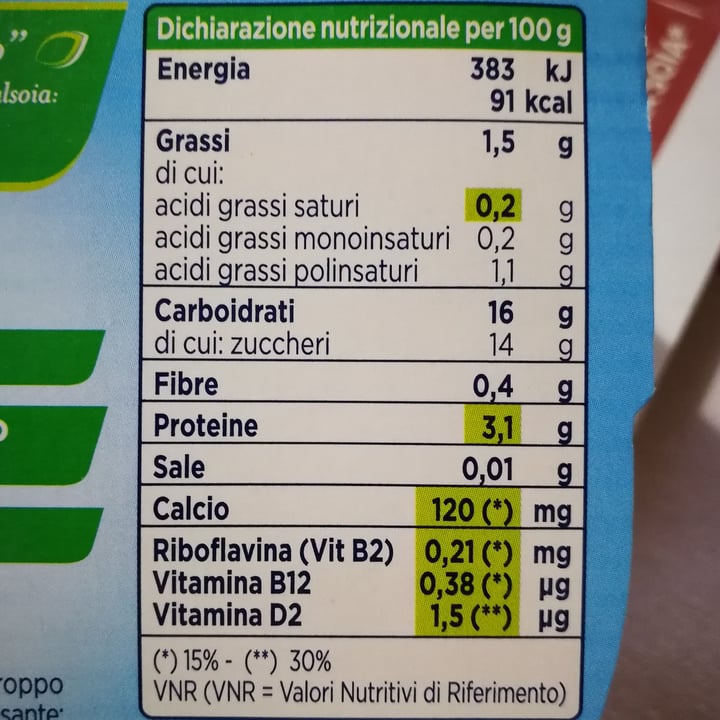 Dichiarazione nutrizionale per 100 g
Energia 383 kJ
91 kcal
Grassi 1,5 g
di cui:
acidi grassi saturi 0,2 g
acidi grassi monoinsaturi 0,2 g
acidi grassi polinsaturi 1,1 g
Carboidrati 16 g
di cui: zuccheri 14 g
Fibre 0,4 g
Proteine 3,1 g
Sale 0,01 g
Calcio 120 (*) mg
Riboflavina (Vit B2) 0,21 (*) mg
Vitamina B12 0,38 (*) µg
Vitamina D2 1,5 (**) µg
(*) 15% - (**) 30%
VNR (VNR = Valori Nutritivi di Riferimento)